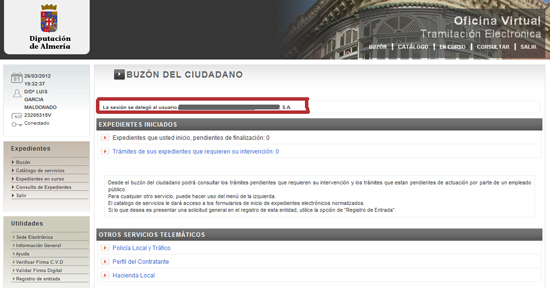 Diputación
de Almería
Oficina Virtual
Tramitación Electrónica
BUZÓN | CATÁLOGO | EN CURSO | CONSULTAR | SALIR
26/03/2012
19:32:37
D/Dª LUIS
GARCIA
MALDONADO
23205315V
Conectado
Expedientes
Buzón
Catálogo de servicios
Expedientes en curso
Consulta de Expedientes
Salir
Utilidades
Sede Electrónica
Información General
Ayuda
Verificar Firma C.V.D
Validar Firma Digital
Registro de entrada
BUZÓN DEL CIUDADANO
La sesión se delegó al usuario S.A.
EXPEDIENTES INICIADOS
Expedientes que usted inicio, pendientes de finalización: 0
Trámites de sus expedientes que requieren su intervención: 0
Desde el buzón del ciudadano podrá consultar los trámites pendientes que requieren su intervención y los trámites que estan pendientes de actuación por parte de un empleado
público.
Para cualquier otro servicio, puede hacer uso del menú de la izquierda.
El catalogo de servicios le dará acceso a los formularios de inicio de expedientes electrónicos normalizados.
Si lo que desea es presentar una solicitud general en el registro de esta entidad, utilice la opción de "Registro de Entrada".
OTROS SERVICIOS TELEMÁTICOS
Policía Local y Tráfico
Perfil del Contratante
Hacienda Local